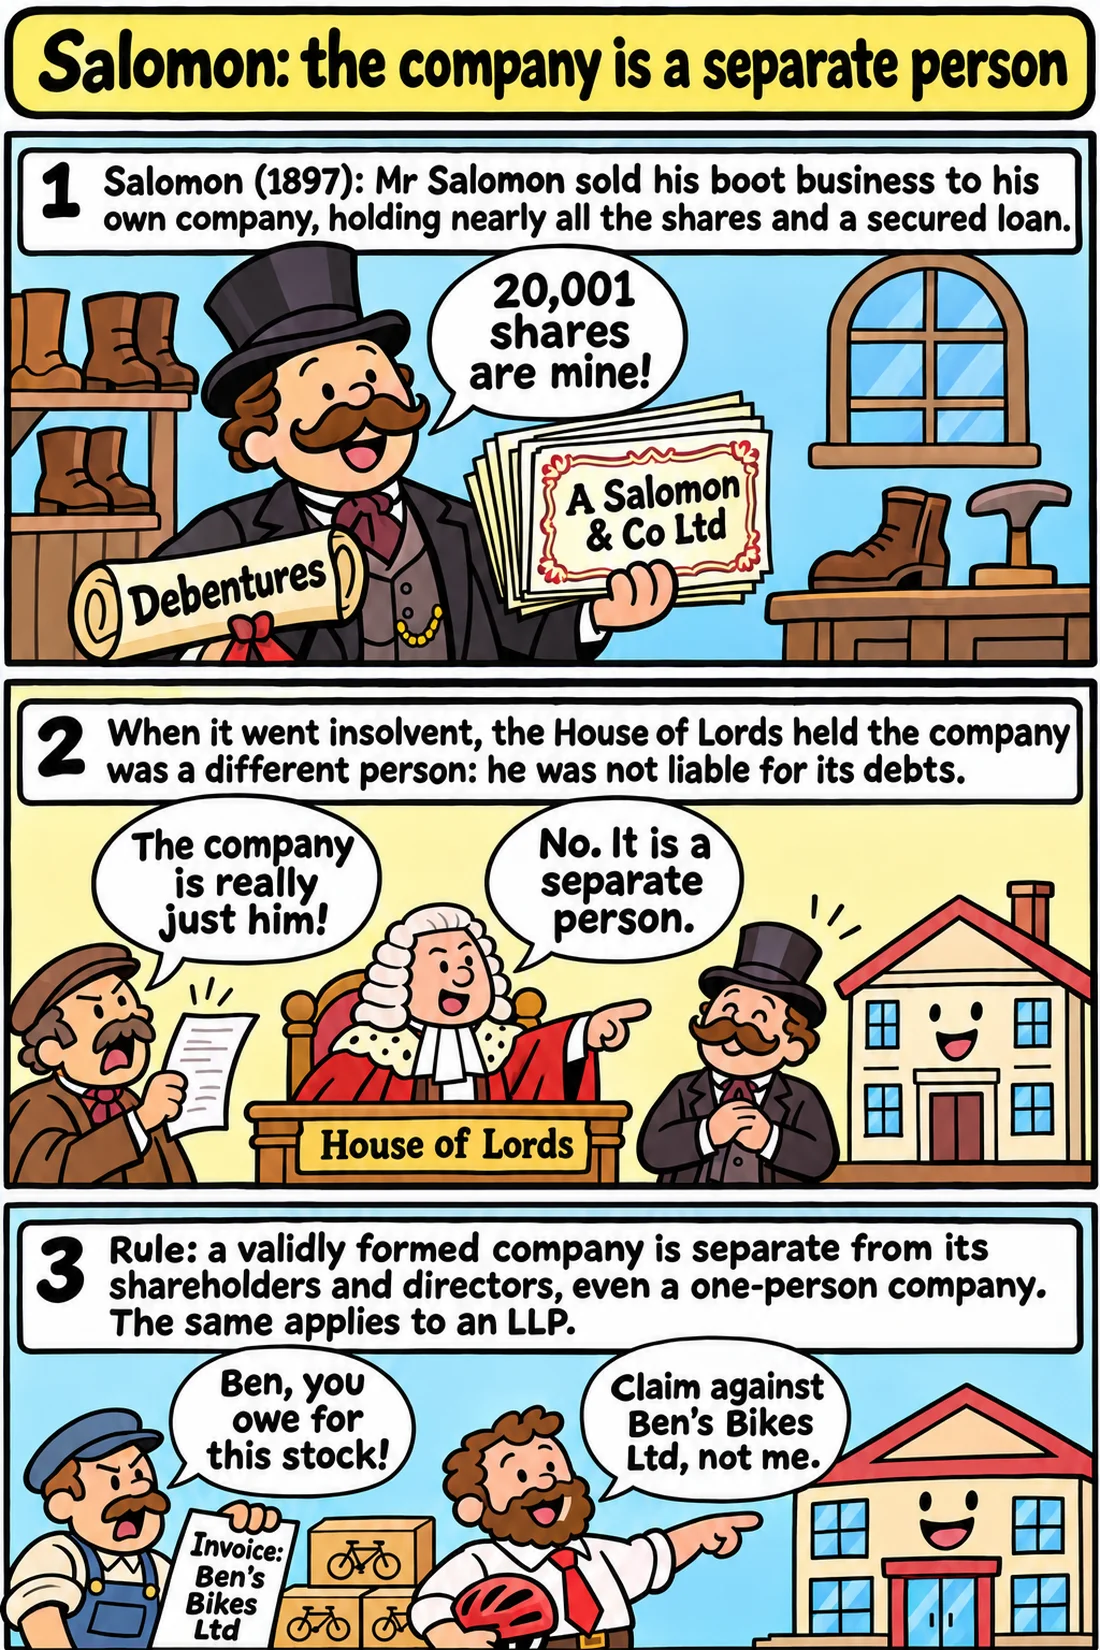 Salomon: the company is a separate person
1
Salomon (1897): Mr Salomon sold his boot business to his
own company, holding nearly all the shares and a secured loan.
20,001
shares
are mine!
A Salomon
& Co Ltd
Debentures
2
When it went insolvent, the House of Lords held the company
was a different person: he was not liable for its debts.
The company
is really
just him!
No. It is a
separate
person.
House of Lords
3
Rule: a validly formed company is separate from its
shareholders and directors, even a one-person company.
The same applies to an LLP.
Ben, you
owe for
this stock!
Claim against
Ben's Bikes
Ltd, not me.
Invoice:
Ben's
Bikes
Ltd